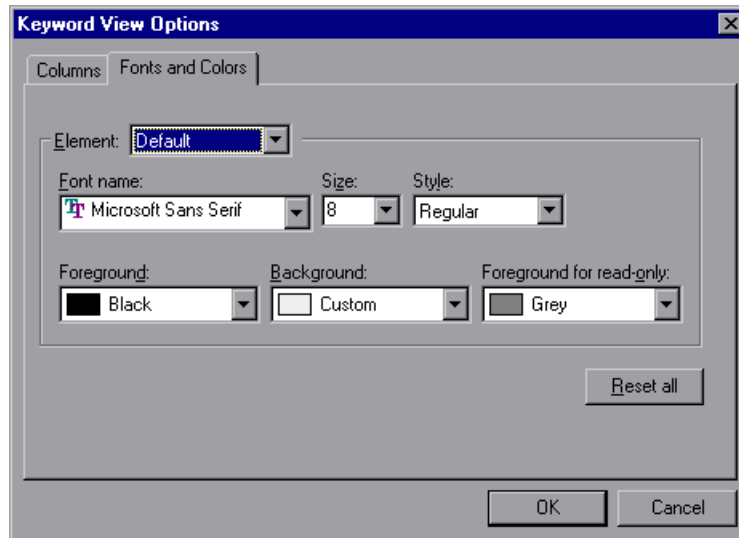 Keyword View Options
Columns Fonts and Colors
Element: Default
Font name: Size: Style:
Microsoft Sans Serif 8 Regular
Foreground: Background: Foreground for read-only:
Black Custom Grey
Reset all
OK Cancel